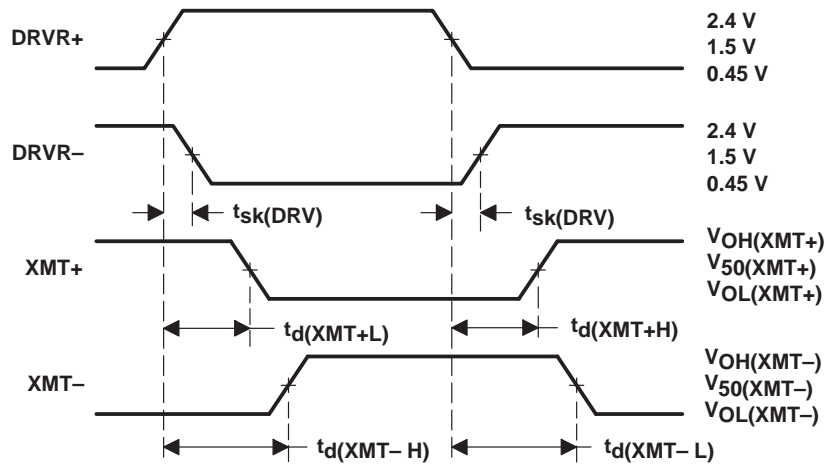 DRVR+
2.4 V
1.5 V
0.45 V
DRVR–
2.4 V
1.5 V
0.45 V
tsk(DRV)
tsk(DRV)
XMT+
VOH(XMT+)
V50(XMT+)
VOL(XMT+)
td(XMT+L)
td(XMT+H)
XMT–
VOH(XMT–)
V50(XMT–)
VOL(XMT–)
td(XMT– H)
td(XMT– L)